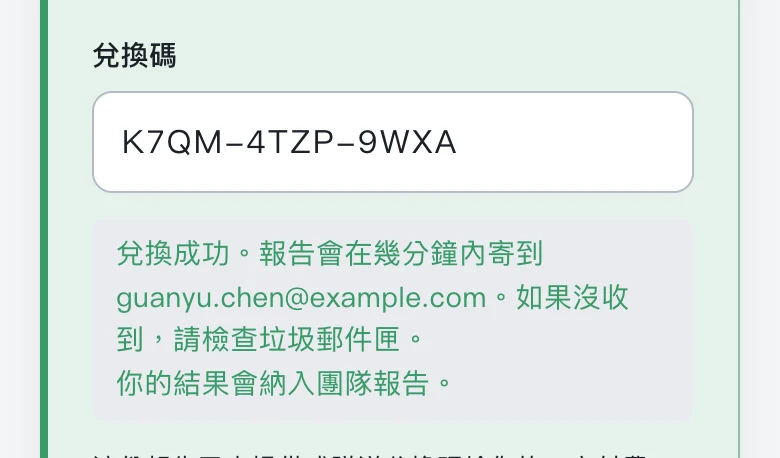 兌換碼
K7QM-4TZP-9WXA
兌換成功。報告會在幾分鐘內寄到
guanyu.chen@example.com。如果沒收
到，請檢查垃圾郵件匣。
你的結果會納入團隊報告。